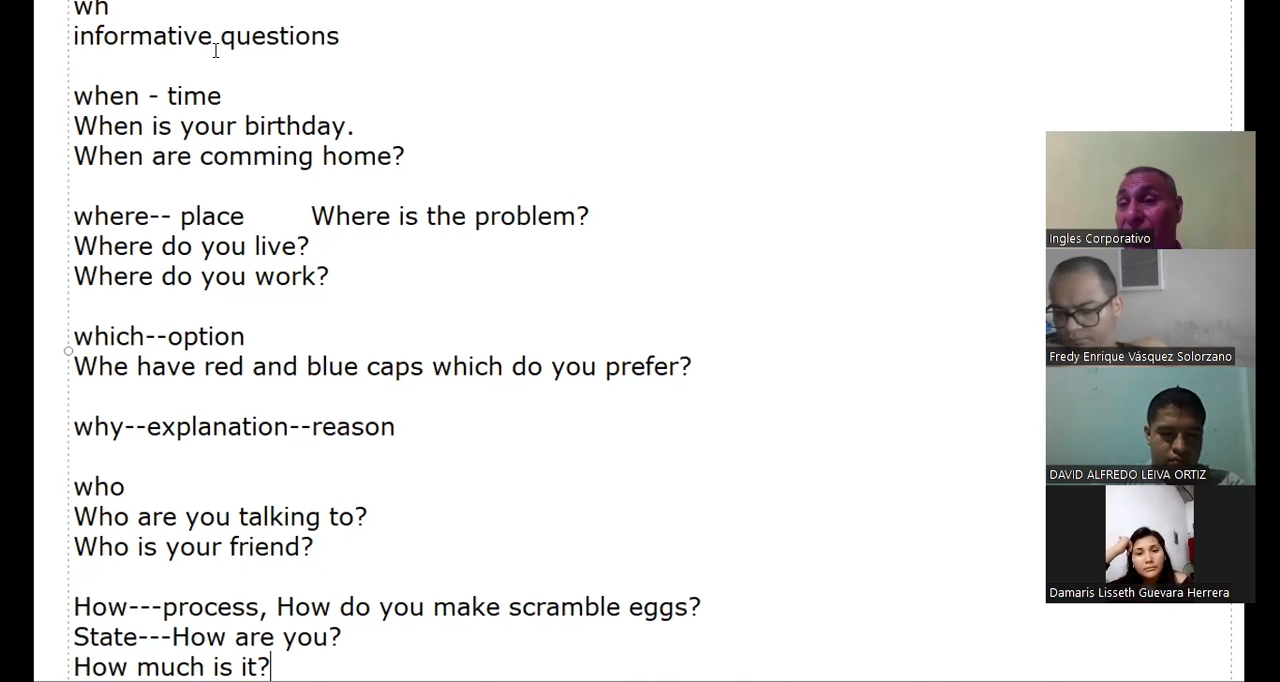 wh
informative questions
when - time
When is your birthday.
When are comming home?
where-- place Where is the problem?
Where do you live?
Where do you work?
which--option
Whe have red and blue caps which do you prefer?
why--explanation--reason
who
Who are you talking to?
Who is your friend?
How---process, How do you make scramble eggs?
State---How are you?
How much is it?
Ingles Corporativo
Fredy Enrique Vásquez Solorzano
DAVID ALFREDO LEIVA ORTIZ
Damaris Lisseth Guevara Herrera